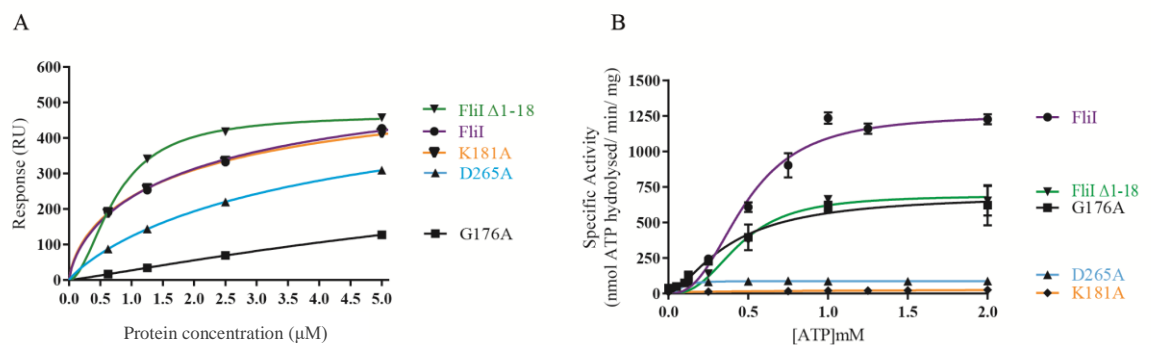 A
B
Response (RU)
600
500
400
300
200
100
0
0.0 0.5 1.0 1.5 2.0 2.5 3.0 3.5 4.0 4.5 5.0
Protein concentration (μM)
FliI Δ1-18
FliI
K181A
D265A
G176A
Specific Activity
(nmol ATP hydrolysed/ min/ mg)
1500
1250
1000
750
500
250
0
0.0 0.5 1.0 1.5 2.0
[ATP]mM
FliI
FliI Δ1-18
G176A
D265A
K181A